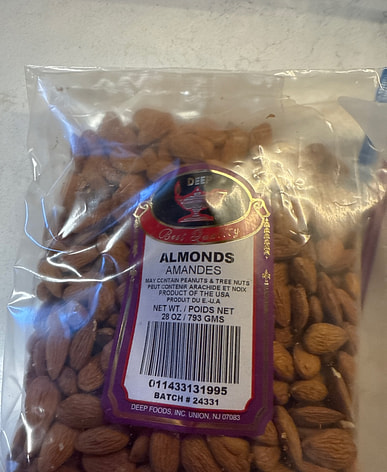 DEEP
Best Quality
ALMONDS
AMANDES
MAY CONTAIN PEANUTS & TREE NUTS
PEUT CONTENIR ARACHIDE ET NOIX
PRODUCT OF THE USA
PRODUIT DU E.-U.A
NET WT. / POIDS NET
28 OZ / 793 GMS
011433131995
BATCH # 24331
DEEP FOODS, INC. UNION, NJ 07083